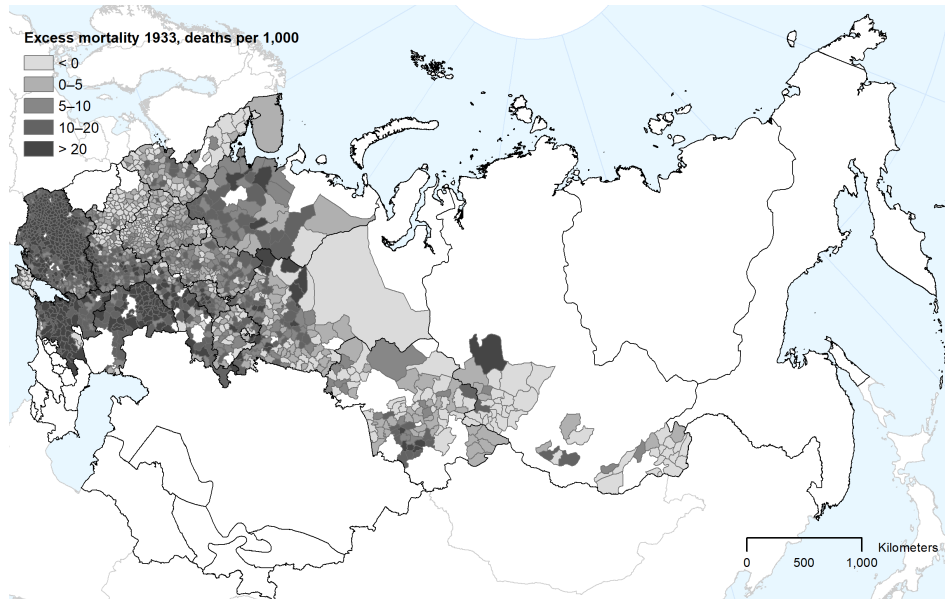 Excess mortality 1933, deaths per 1,000
< 0
0–5
5–10
10–20
> 20
Kilometers
0 500 1,000